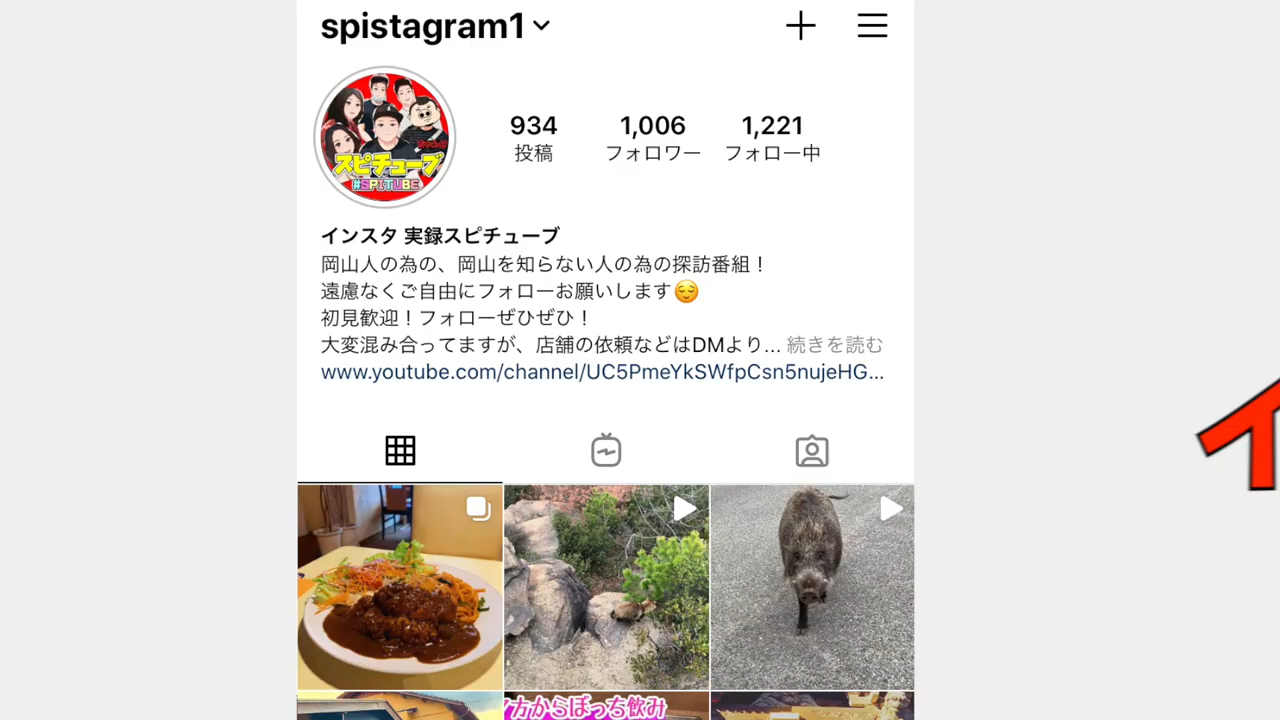 spistagram1
スピチューブ
#SPITUBE
934
投稿
1,006
フォロワー
1,221
フォロー中
インスタ 実録スピチューブ
岡山人の為の、岡山を知らない人の為の探訪番組！
遠慮なくご自由にフォローお願いします😌
初見歓迎！フォローぜひぜひ！
大変混み合ってますが、店舗の依頼などはDMより... 続きを読む
www.youtube.com/channel/UC5PmeYkSWfpCsn5nujeHG...
イ
方からぼっち飲み